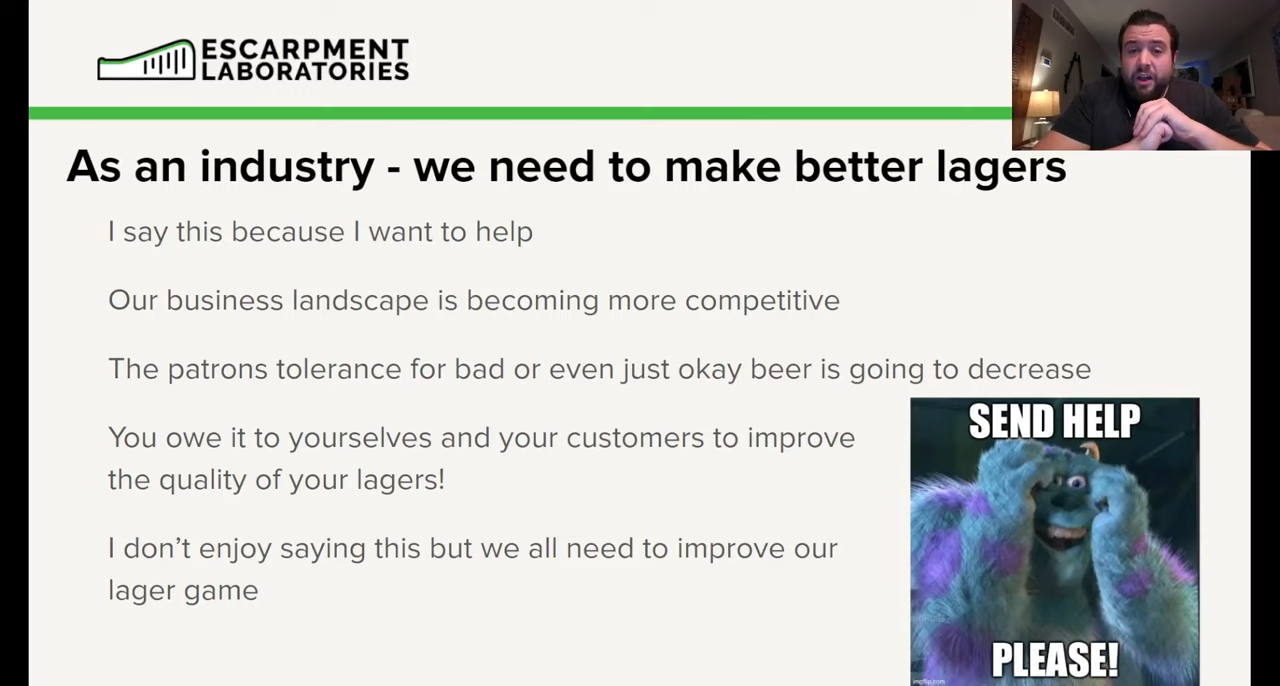 ESCARPMENT
LABORATORIES
As an industry - we need to make better lagers
I say this because I want to help
Our business landscape is becoming more competitive
The patrons tolerance for bad or even just okay beer is going to decrease
You owe it to yourselves and your customers to improve
the quality of your lagers!
I don’t enjoy saying this but we all need to improve our
lager game
SEND HELP
PLEASE!
imgflip.com